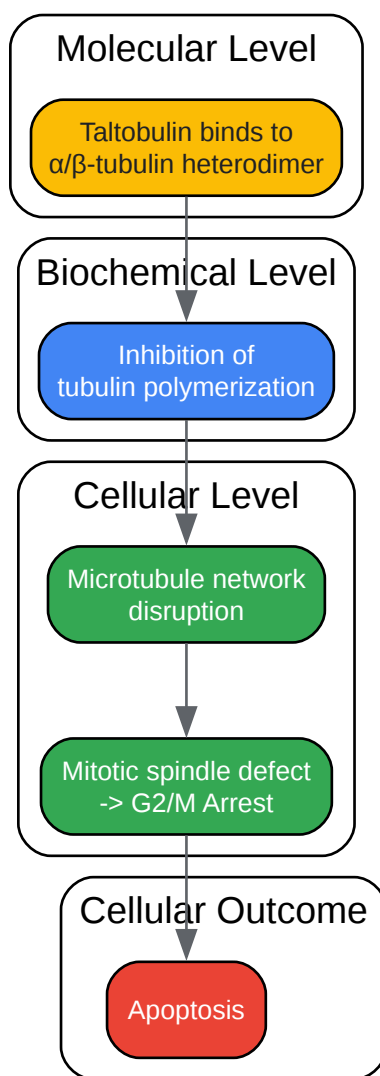 Molecular Level
Taltobulin binds to
α/β-tubulin heterodimer
Biochemical Level
Inhibition of
tubulin polymerization
Cellular Level
Microtubule network
disruption
Mitotic spindle defect
-> G2/M Arrest
Cellular Outcome
Apoptosis